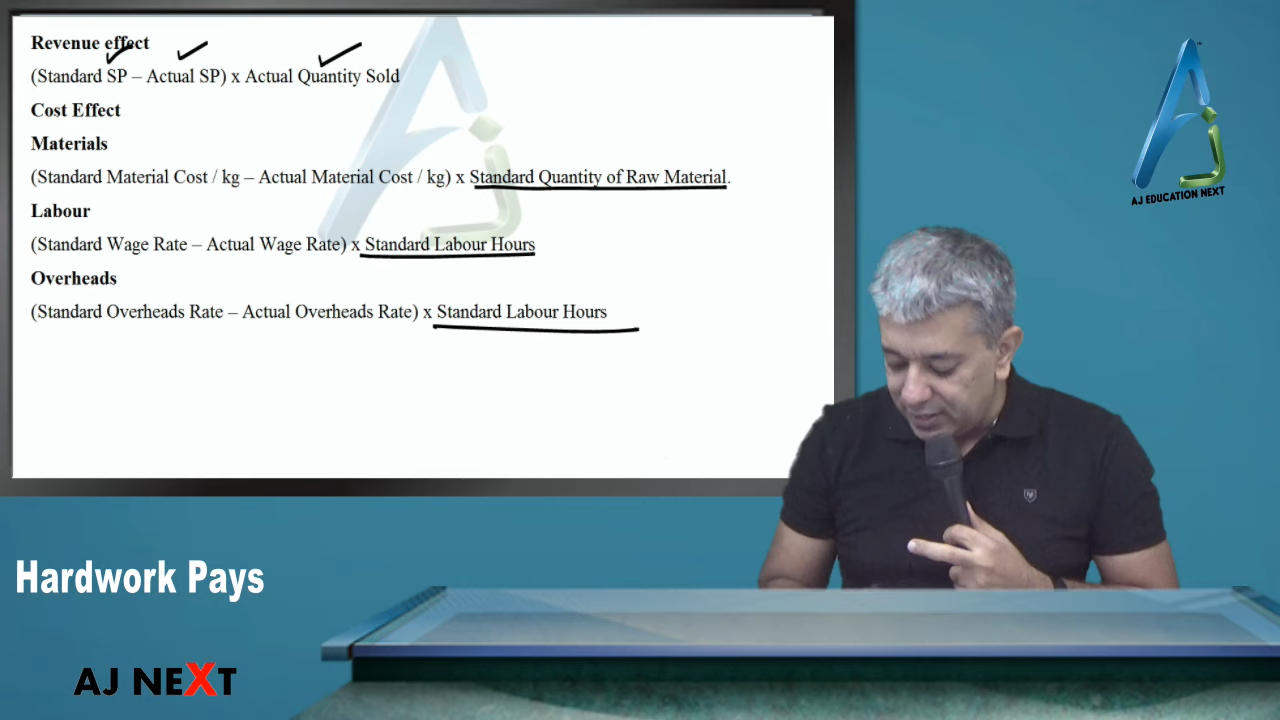 Revenue effect
(Standard SP – Actual SP) x Actual Quantity Sold
Cost Effect
Materials
(Standard Material Cost / kg – Actual Material Cost / kg) x Standard Quantity of Raw Material.
Labour
(Standard Wage Rate – Actual Wage Rate) x Standard Labour Hours
Overheads
(Standard Overheads Rate – Actual Overheads Rate) x Standard Labour Hours
AJ EDUCATION NEXT
Hardwork Pays
AJ NEXT